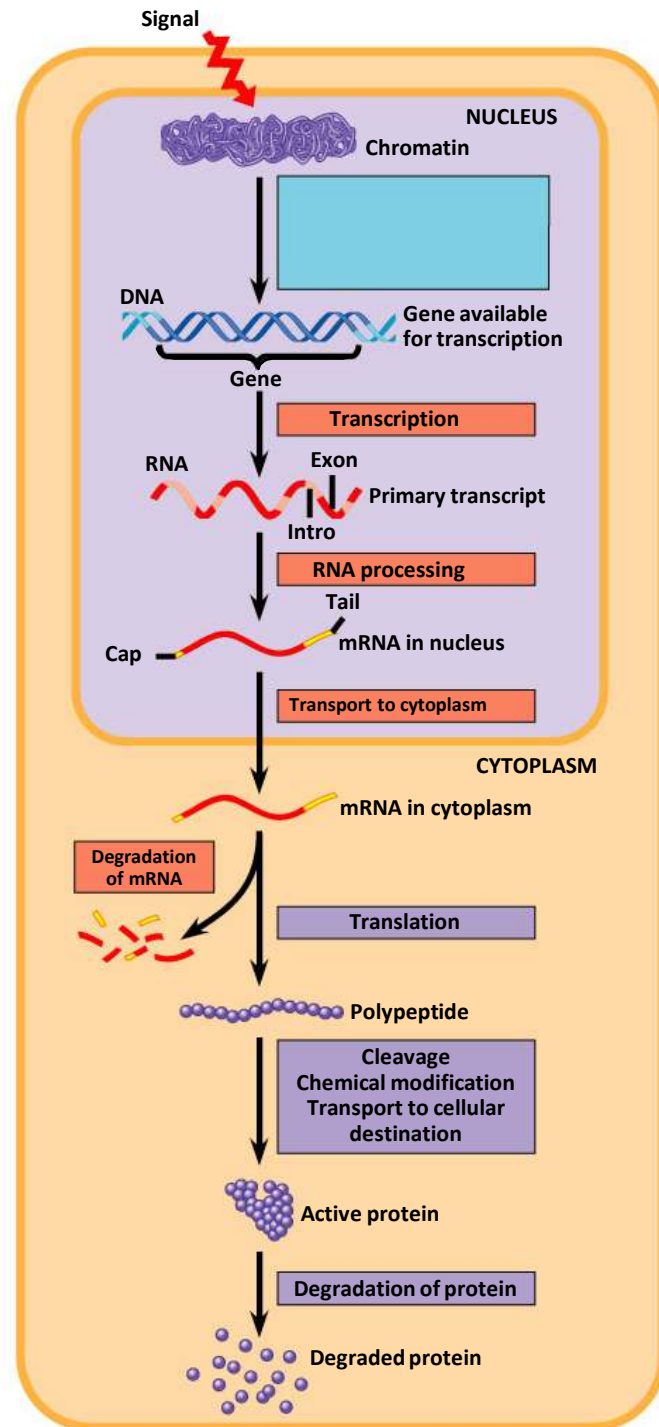 Signal
NUCLEUS
Chromatin
DNA
Gene available
for transcription
Gene
Transcription
RNA
Exon
Primary transcript
Intro
RNA processing
Tail
Cap
mRNA in nucleus
Transport to cytoplasm
CYTOPLASM
mRNA in cytoplasm
Degradation
of mRNA
Translation
Polypeptide
Cleavage
Chemical modification
Transport to cellular
destination
Active protein
Degradation of protein
Degraded protein